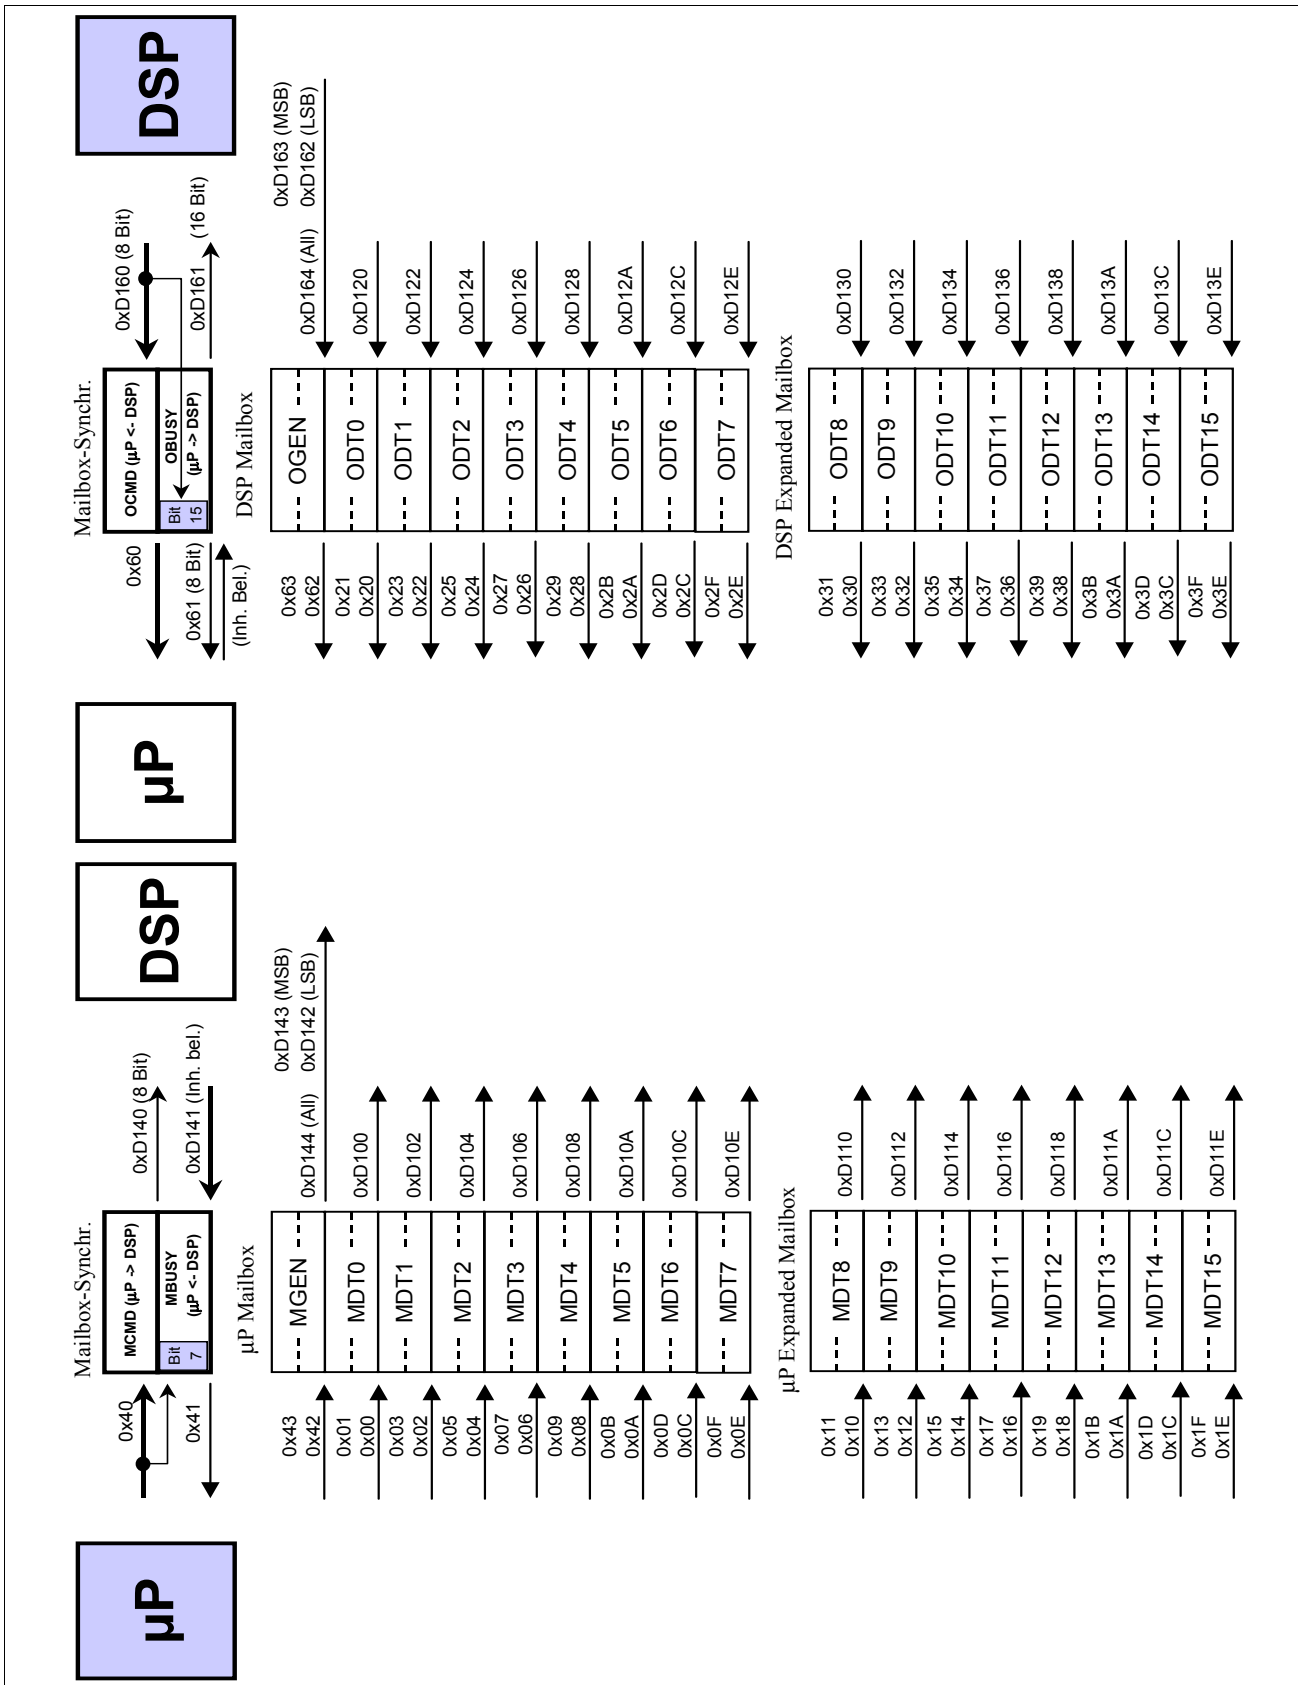 µP
DSP
Mailbox-Synchr.
MCMD (µP -> DSP)
MBUSY
(µP <- DSP)
Bit
7
0x40
0x41
0xD140 (8 Bit)
0xD141 (Inh. bel.)
µP Mailbox
0x43
0x42
MGEN
0xD144 (All)
0xD143 (MSB)
0xD142 (LSB)
0x01
0x00
MDT0
0xD100
0x03
0x02
MDT1
0xD102
0x05
0x04
MDT2
0xD104
0x07
0x06
MDT3
0xD106
0x09
0x08
MDT4
0xD108
0x0B
0x0A
MDT5
0xD10A
0x0D
0x0C
MDT6
0xD10C
0x0F
0x0E
MDT7
0xD10E
µP Expanded Mailbox
0x11
0x10
MDT8
0xD110
0x13
0x12
MDT9
0xD112
0x15
0x14
MDT10
0xD114
0x17
0x16
MDT11
0xD116
0x19
0x18
MDT12
0xD118
0x1B
0x1A
MDT13
0xD11A
0x1D
0x1C
MDT14
0xD11C
0x1F
0x1E
MDT15
0xD11E
µP
DSP
Mailbox-Synchr.
OCMD (µP <- DSP)
OBUSY
(µP -> DSP)
Bit
15
0x60
0x61 (8 Bit)
(Inh. Bel.)
0xD160 (8 Bit)
0xD161 (16 Bit)
DSP Mailbox
0x63
0x62
OGEN
0xD164 (All)
0xD163 (MSB)
0xD162 (LSB)
0x21
0x20
ODT0
0xD120
0x23
0x22
ODT1
0xD122
0x25
0x24
ODT2
0xD124
0x27
0x26
ODT3
0xD126
0x29
0x28
ODT4
0xD128
0x2B
0x2A
ODT5
0xD12A
0x2D
0x2C
ODT6
0xD12C
0x2F
0x2E
ODT7
0xD12E
DSP Expanded Mailbox
0x31
0x30
ODT8
0xD130
0x33
0x32
ODT9
0xD132
0x35
0x34
ODT10
0xD134
0x37
0x36
ODT11
0xD136
0x39
0x38
ODT12
0xD138
0x3B
0x3A
ODT13
0xD13A
0x3D
0x3C
ODT14
0xD13C
0x3F
0x3E
ODT15
0xD13E